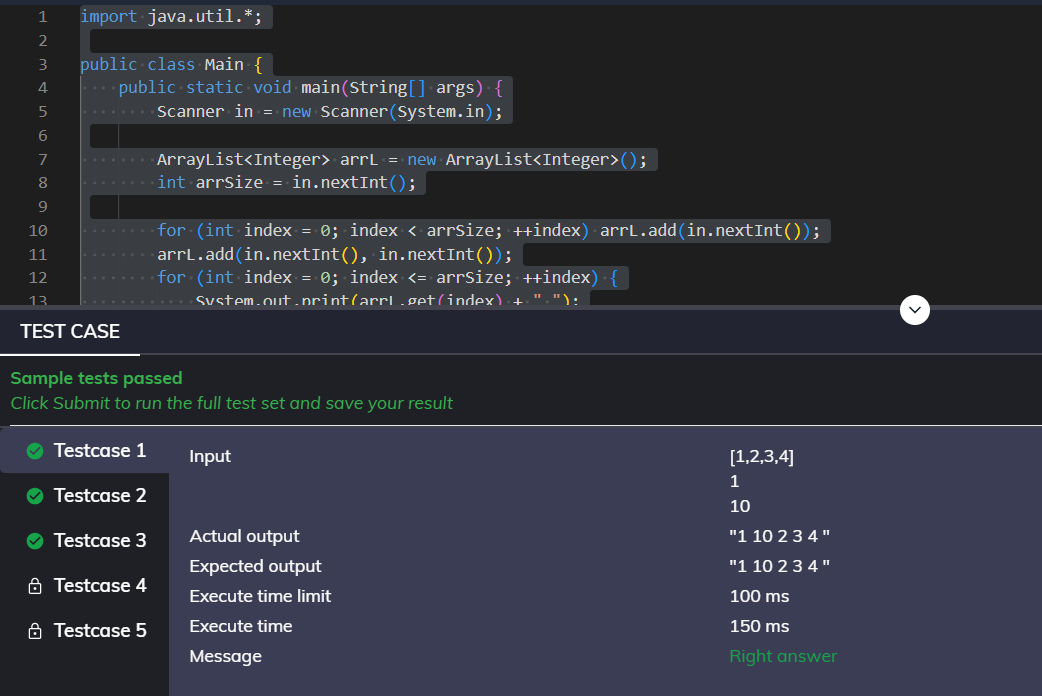 1 import java.util.*;
2
3 public class Main {
4 public static void main(String[] args) {
5 Scanner in = new Scanner(System.in);
6
7 ArrayList<Integer> arrL = new ArrayList<Integer>();
8 int arrSize = in.nextInt();
9
10 for (int index = 0; index < arrSize; ++index) arrL.add(in.nextInt());
11 arrL.add(in.nextInt(), in.nextInt());
12 for (int index = 0; index <= arrSize; ++index) {
13 System.out.print(arrL.get(index) + " ");
TEST CASE
Sample tests passed
Click Submit to run the full test set and save your result
Testcase 1
Testcase 2
Testcase 3
Testcase 4
Testcase 5
Input [1,2,3,4]
1
10
Actual output "1 10 2 3 4 "
Expected output "1 10 2 3 4 "
Execute time limit 100 ms
Execute time 150 ms
Message Right answer